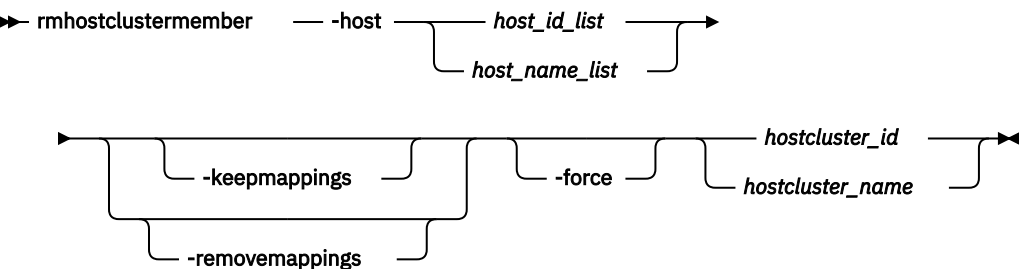 rmhostclustermember -host host_id_list
host_name_list
hostcluster_id
-keepmappings -force hostcluster_name
-removemappings